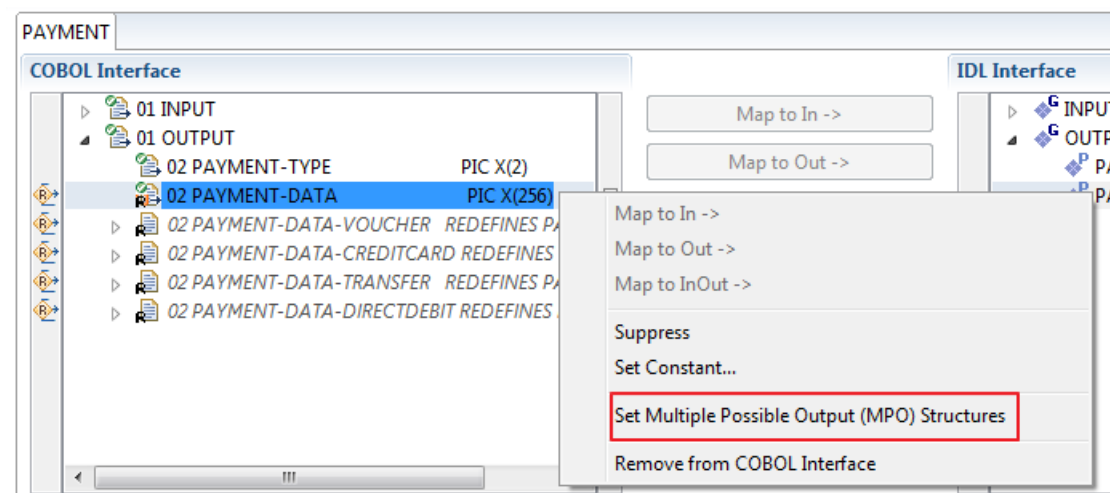 PAYMENT
COBOL Interface
IDL Interface
01 INPUT
01 OUTPUT
02 PAYMENT-TYPE PIC X(2)
02 PAYMENT-DATA PIC X(256)
02 PAYMENT-DATA-VOUCHER REDEFINES PA
02 PAYMENT-DATA-CREDITCARD REDEFINES
02 PAYMENT-DATA-TRANSFER REDEFINES PA
02 PAYMENT-DATA-DIRECTDEBIT REDEFINES
Map to In ->
Map to Out ->
INPUT
OUTP
PA
PA
Map to In ->
Map to Out ->
Map to InOut ->
Suppress
Set Constant...
Set Multiple Possible Output (MPO) Structures
Remove from COBOL Interface